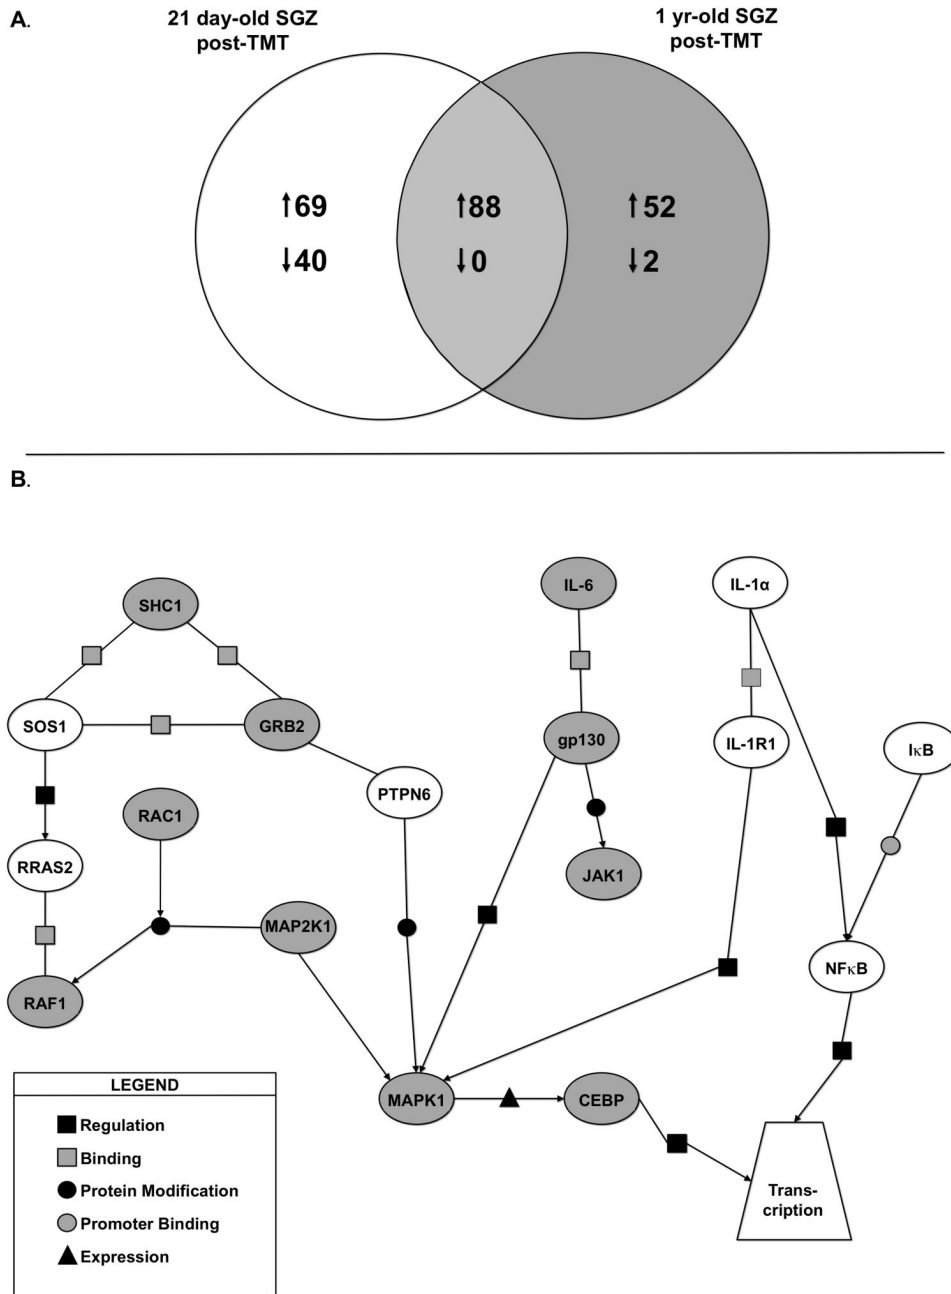 A.
21 day-old SGZ
post-TMT
1 yr-old SGZ
post-TMT
↑69
↑88
↑52
↓40
↓0
↓2
B.
SHC1
IL-6
IL-1α
SOS1
GRB2
gp130
IL-1R1
IκB
PTPN6
RAC1
RRAS2
JAK1
MAP2K1
NFκB
RAF1
MAPK1
CEBP
Trans-
cription
LEGEND
Regulation
Binding
Protein Modification
Promoter Binding
Expression